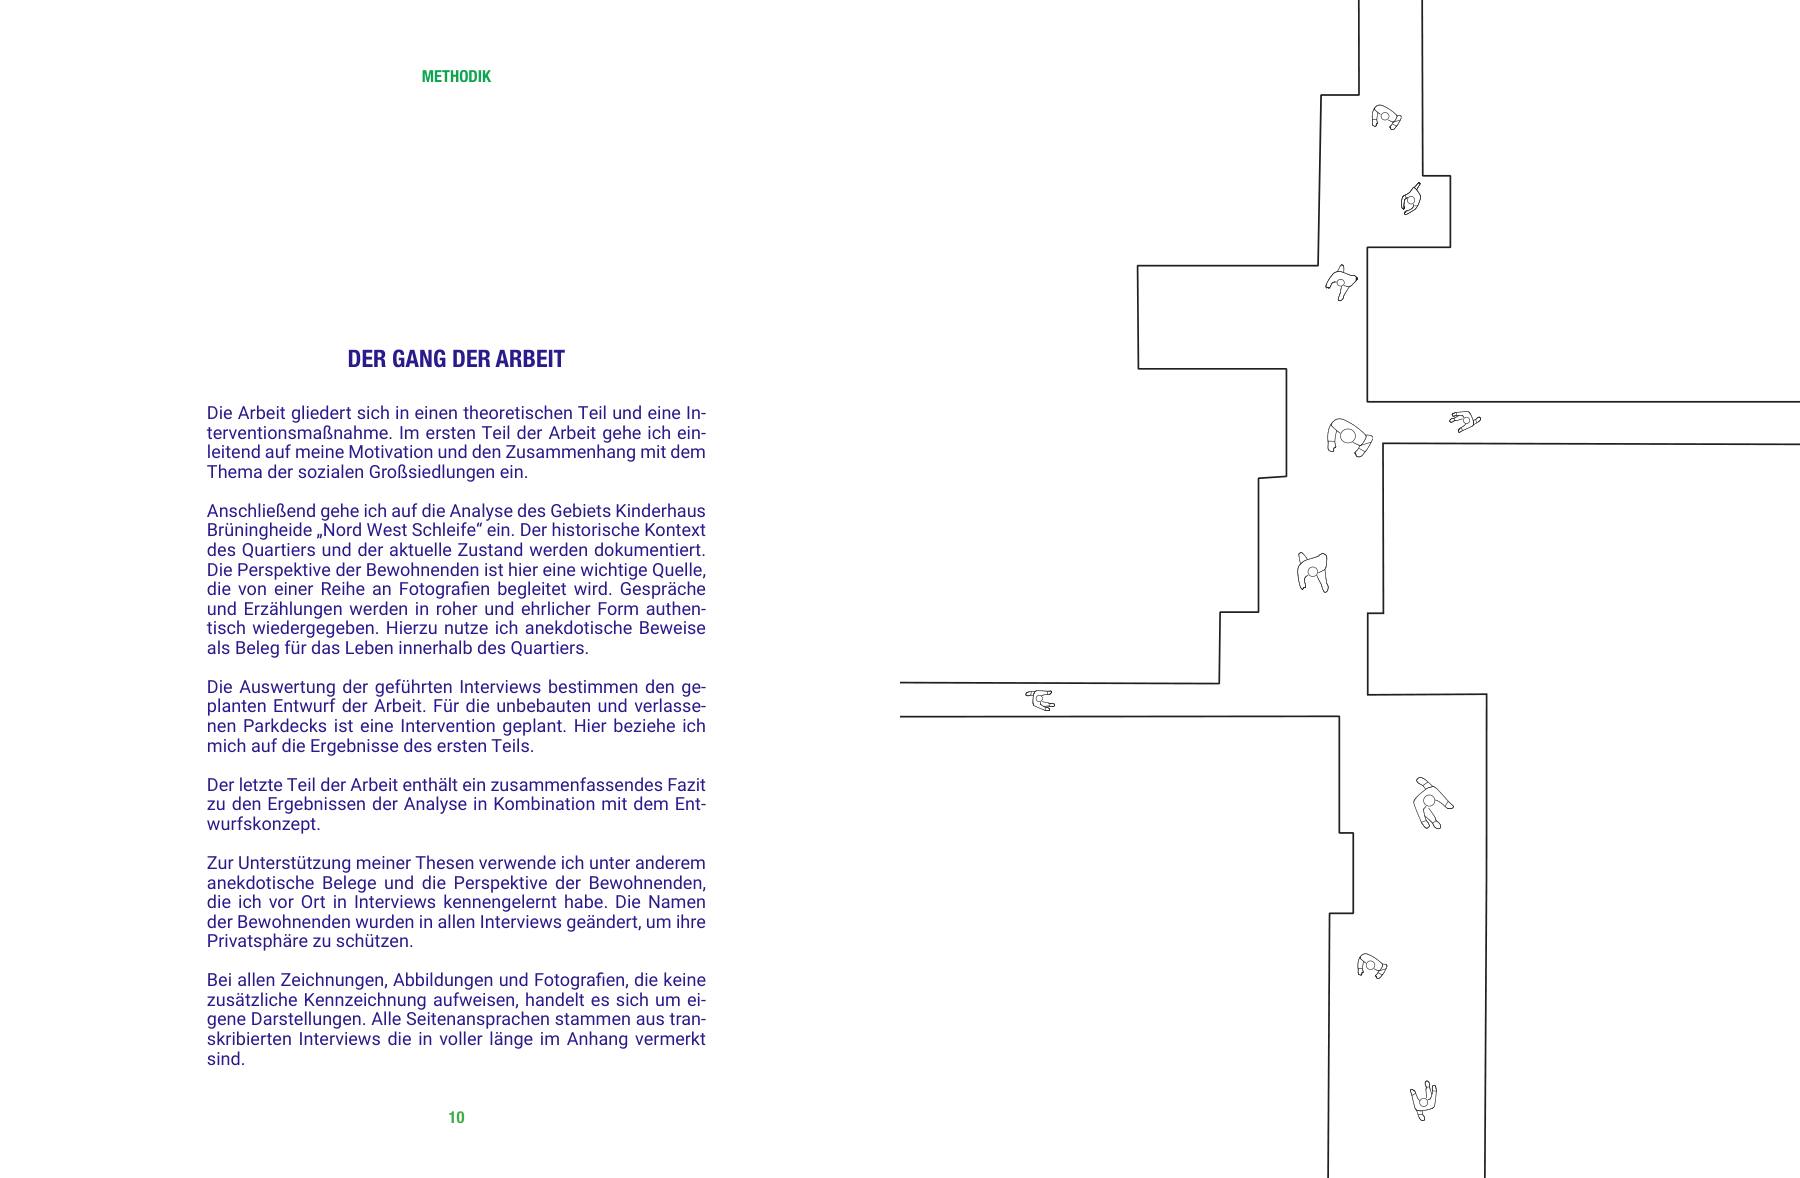 METHODIK
DER GANG DER ARBEIT
Die Arbeit gliedert sich in einen theoretischen Teil und eine In-
terventionsmaßnahme. Im ersten Teil der Arbeit gehe ich ein-
leitend auf meine Motivation und den Zusammenhang mit dem
Thema der sozialen Großsiedlungen ein.
Anschließend gehe ich auf die Analyse des Gebiets Kinderhaus
Brüningheide „Nord West Schleife“ ein. Der historische Kontext
des Quartiers und der aktuelle Zustand werden dokumentiert.
Die Perspektive der Bewohnenden ist hier eine wichtige Quelle,
die von einer Reihe an Fotografien begleitet wird. Gespräche
und Erzählungen werden in roher und ehrlicher Form authen-
tisch wiedergegeben. Hierzu nutze ich anekdotische Beweise
als Beleg für das Leben innerhalb des Quartiers.
Die Auswertung der geführten Interviews bestimmen den ge-
planten Entwurf der Arbeit. Für die unbebauten und verlasse-
nen Parkdecks ist eine Intervention geplant. Hier beziehe ich
mich auf die Ergebnisse des ersten Teils.
Der letzte Teil der Arbeit enthält ein zusammenfassendes Fazit
zu den Ergebnissen der Analyse in Kombination mit dem Ent-
wurfskonzept.
Zur Unterstützung meiner Thesen verwende ich unter anderem
anekdotische Belege und die Perspektive der Bewohnenden,
die ich vor Ort in Interviews kennengelernt habe. Die Namen
der Bewohnenden wurden in allen Interviews geändert, um ihre
Privatsphäre zu schützen.
Bei allen Zeichnungen, Abbildungen und Fotografien, die keine
zusätzliche Kennzeichnung aufweisen, handelt es sich um ei-
gene Darstellungen. Alle Seitenansprachen stammen aus tran-
skribierten Interviews die in voller länge im Anhang vermerkt
sind.
10